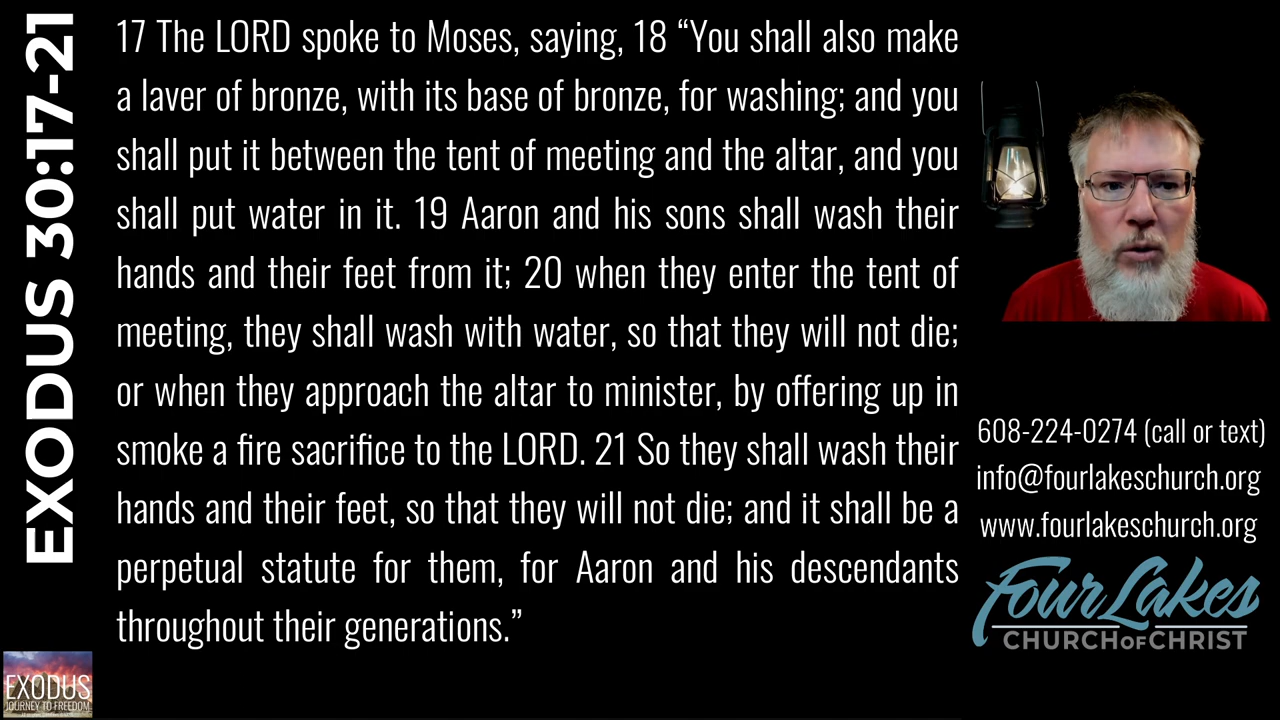 EXODUS 30:17-21
17 The LORD spoke to Moses, saying, 18 “You shall also make
a laver of bronze, with its base of bronze, for washing; and you
shall put it between the tent of meeting and the altar, and you
shall put water in it. 19 Aaron and his sons shall wash their
hands and their feet from it; 20 when they enter the tent of
meeting, they shall wash with water, so that they will not die;
or when they approach the altar to minister, by offering up in
smoke a fire sacrifice to the LORD. 21 So they shall wash their
hands and their feet, so that they will not die; and it shall be a
perpetual statute for them, for Aaron and his descendants
throughout their generations.”
608-224-0274 (call or text)
info@fourlakeschurch.org
www.fourlakeschurch.org
Four Lakes
CHURCH OF CHRIST
EXODUS
JOURNEY TO FREEDOM